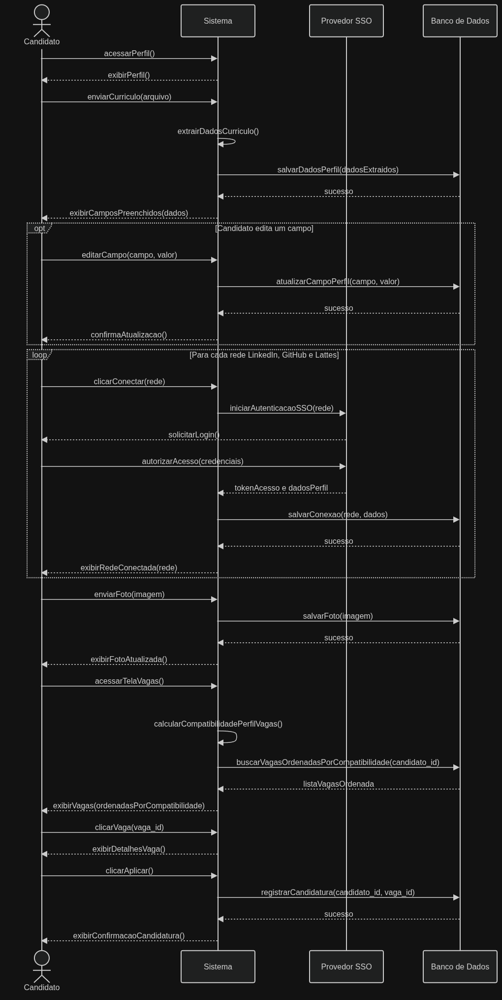 Candidato
Sistema
Provedor SSO
Banco de Dados
acessarPerfil()
exibirPerfil()
enviarCurriculo(arquivo)
extrairDadosCurriculo()
salvarDadosPerfil(dadosExtraidos)
sucesso
exibirCamposPreenchidos(dados)
opt
[Candidato edita um campo]
editarCampo(campo, valor)
atualizarCampoPerfil(campo, valor)
sucesso
confirmaAtualizacao()
loop
[Para cada rede LinkedIn, GitHub e Lattes]
clicarConectar(rede)
iniciarAutenticacaoSSO(rede)
solicitarLogin()
autorizarAcesso(credenciais)
tokenAcesso e dadosPerfil
salvarConexao(rede, dados)
sucesso
exibirRedeConectada(rede)
enviarFoto(imagem)
salvarFoto(imagem)
sucesso
exibirFotoAtualizada()
acessarTelaVagas()
calcularCompatibilidadePerfilVagas()
buscarVagasOrdenadasPorCompatibilidade(candidato_id)
listaVagasOrdenada
exibirVagas(ordenadasPorCompatibilidade)
clicarVaga(vaga_id)
exibirDetalhesVaga()
clicarAplicar()
registrarCandidatura(candidato_id, vaga_id)
sucesso
exibirConfirmacaoCandidatura()
Candidato
Sistema
Provedor SSO
Banco de Dados